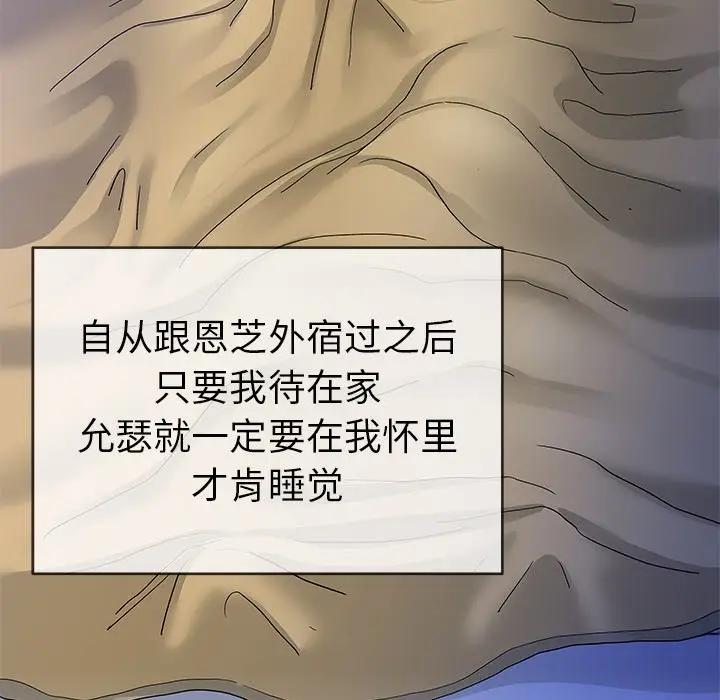 自从跟恩芝外宿过之后
只要我待在家
允瑟就一定要在我怀里
才肯睡觉